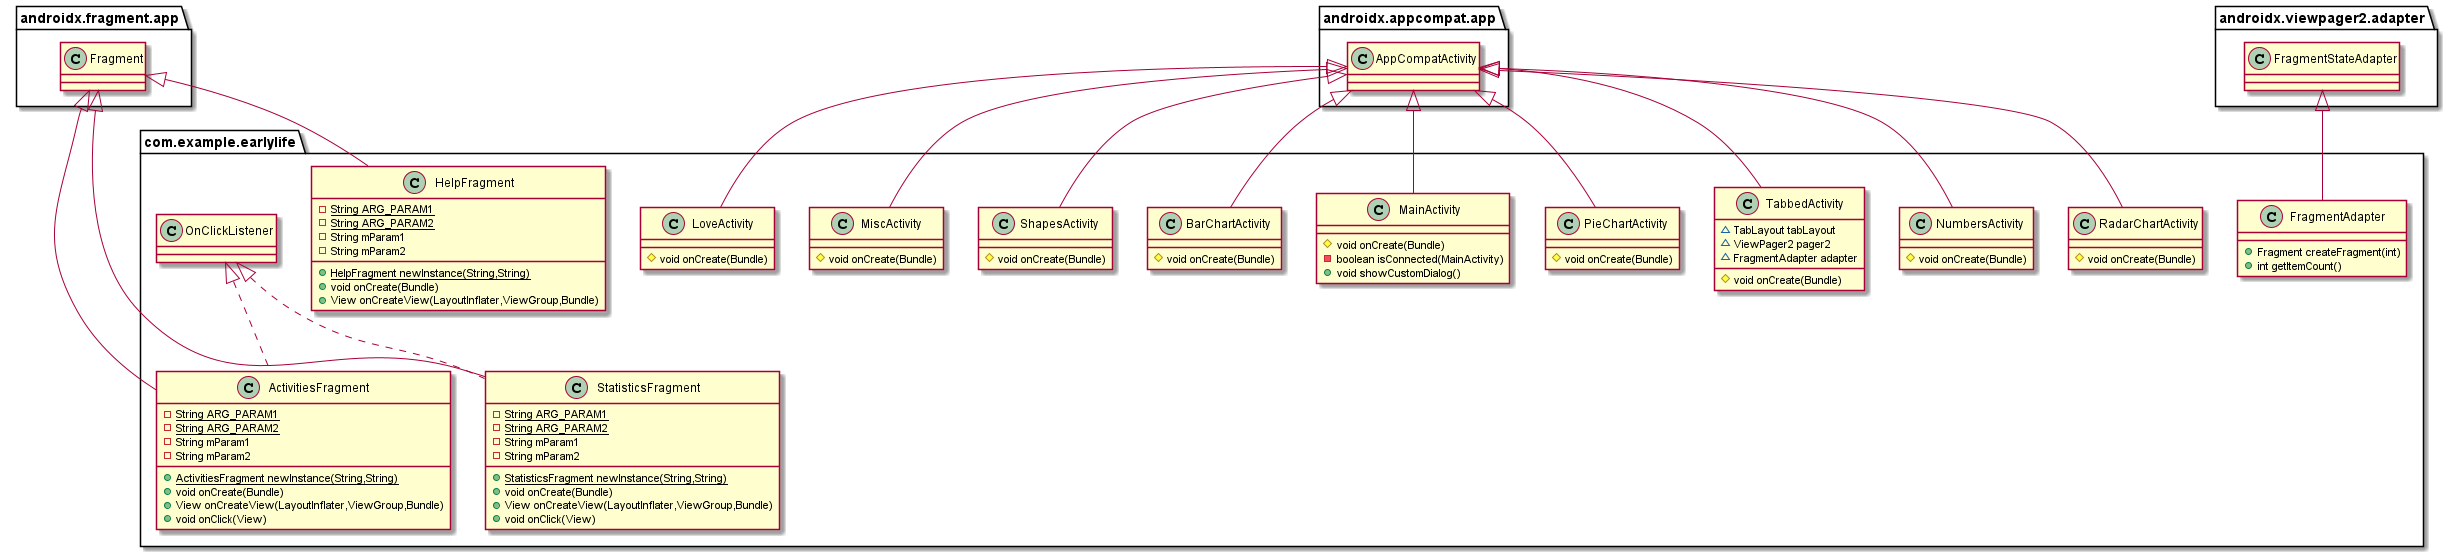 androidx.fragment.app
C Fragment
androidx.appcompat.app
C AppCompatActivity
androidx.viewpager2.adapter
C FragmentStateAdapter
com.example.earlylife
C OnClickListener
C HelpFragment
String ARG_PARAM1
String ARG_PARAM2
String mParam1
String mParam2
HelpFragment newInstance(String,String)
void onCreate(Bundle)
View onCreateView(LayoutInflater,ViewGroup,Bundle)
C LoveActivity
void onCreate(Bundle)
C MiscActivity
void onCreate(Bundle)
C ShapesActivity
void onCreate(Bundle)
C BarChartActivity
void onCreate(Bundle)
C MainActivity
void onCreate(Bundle)
boolean isConnected(MainActivity)
void showCustomDialog()
C PieChartActivity
void onCreate(Bundle)
C TabbedActivity
TabLayout tabLayout
ViewPager2 pager2
FragmentAdapter adapter
void onCreate(Bundle)
C NumbersActivity
void onCreate(Bundle)
C RadarChartActivity
void onCreate(Bundle)
C FragmentAdapter
Fragment createFragment(int)
int getItemCount()
C ActivitiesFragment
String ARG_PARAM1
String ARG_PARAM2
String mParam1
String mParam2
ActivitiesFragment newInstance(String,String)
void onCreate(Bundle)
View onCreateView(LayoutInflater,ViewGroup,Bundle)
void onClick(View)
C StatisticsFragment
String ARG_PARAM1
String ARG_PARAM2
String mParam1
String mParam2
StatisticsFragment newInstance(String,String)
void onCreate(Bundle)
View onCreateView(LayoutInflater,ViewGroup,Bundle)
void onClick(View)